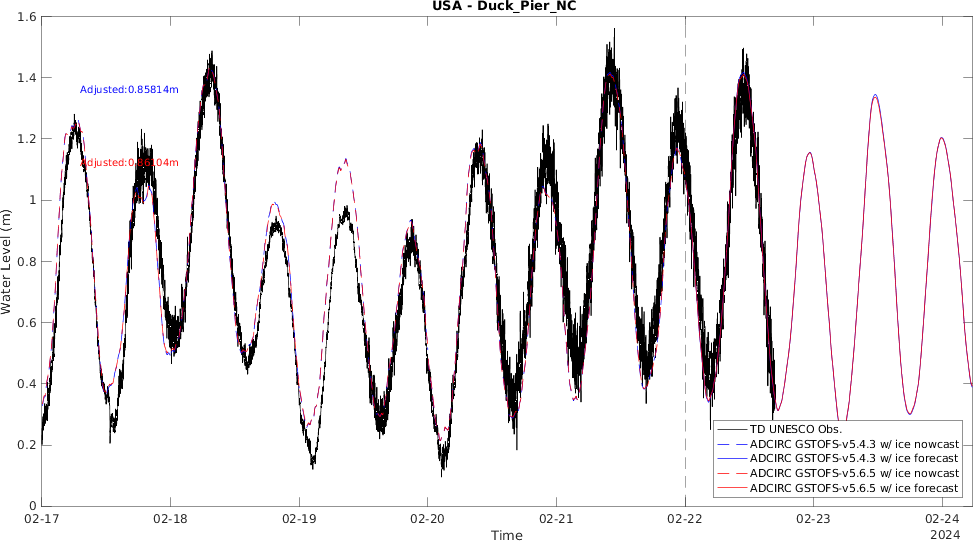 USA - Duck_Pier_NC
1.6
1.4
1.2
1
0.8
0.6
0.4
0.2
0
Water Level (m)
Adjusted:0.85814m
02-17
02-18
02-19
02-20
02-21
02-22
02-23
02-24
2024
Time
TD UNESCO Obs.
ADCIRC GSTOFS-v5.4.3 w/ ice nowcast
ADCIRC GSTOFS-v5.4.3 w/ ice forecast
ADCIRC GSTOFS-v5.6.5 w/ ice nowcast
ADCIRC GSTOFS-v5.6.5 w/ ice forecast